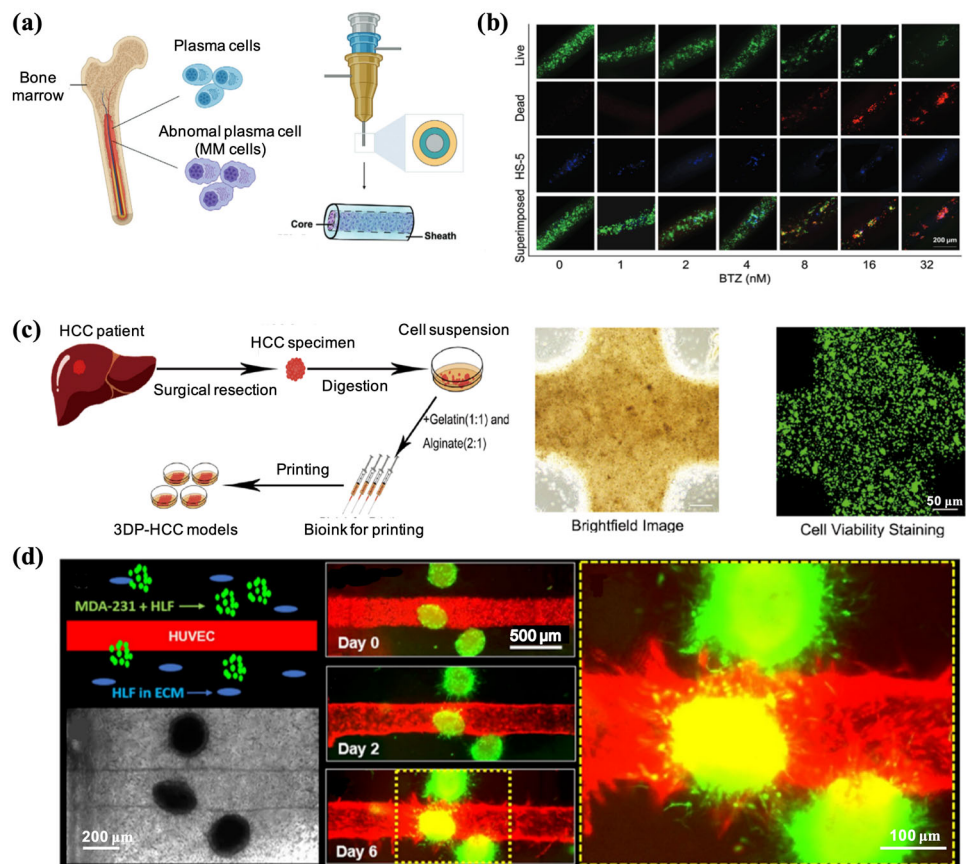 (a)
Plasma cells
Bone
marrow
Abnomal plasma cell
(MM cells)
Core
Sheath
(b)
Live
Dead
HS-5
Superimposed
200 µm
0 1 2 4 8 16 32
BTZ (nM)
(c)
HCC patient
HCC specimen
Cell suspension
Surgical resection
Digestion
+Gelatin(1:1) and
Alginate(2:1)
Printing
3DP-HCC models
Bioink for printing
Brightfield Image
50 µm
Cell Viability Staining
(d)
MDA-231 + HLF
HUVEC
HLF in ECM
200 µm
Day 0
500 µm
Day 2
Day 6
100 µm